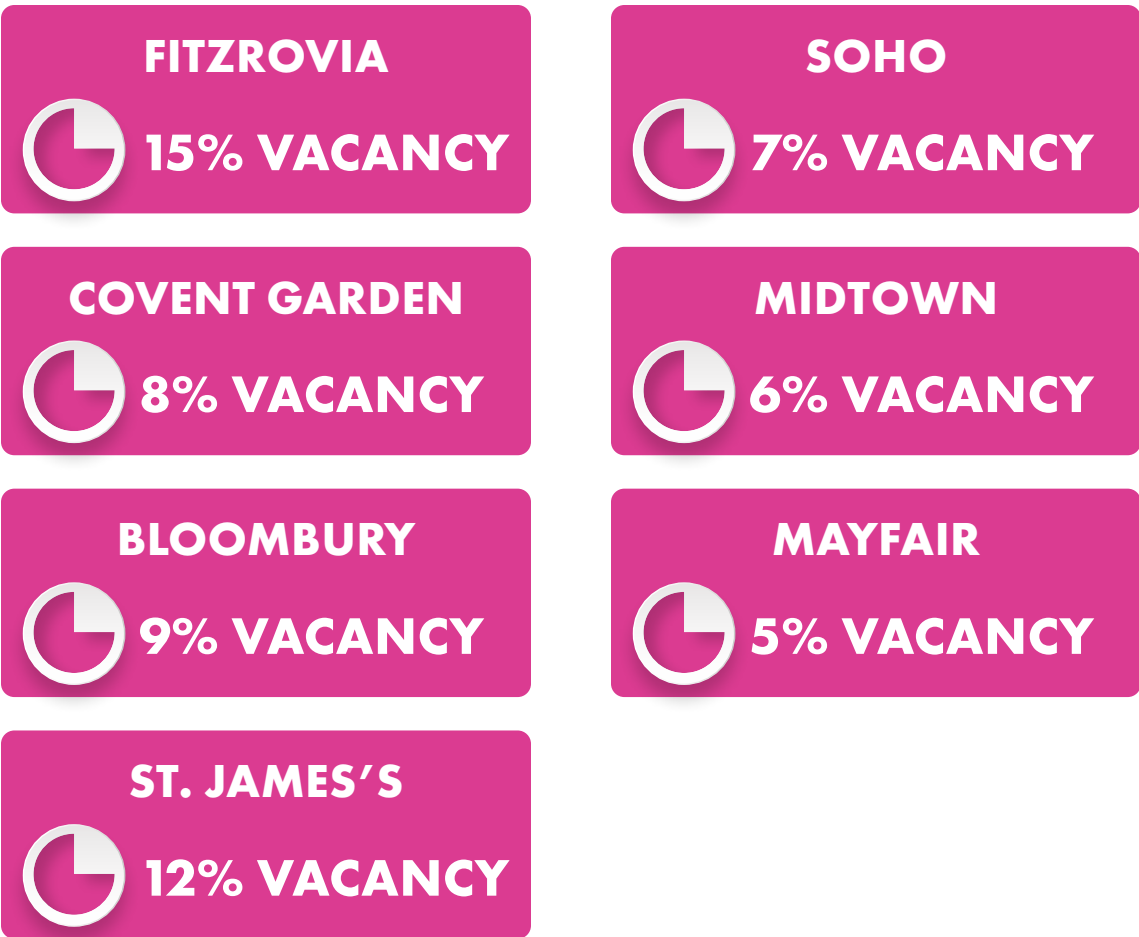 FITZROVIA
15% VACANCY
SOHO
7% VACANCY
COVENT GARDEN
8% VACANCY
MIDTOWN
6% VACANCY
BLOOMBURY
9% VACANCY
MAYFAIR
5% VACANCY
ST. JAMES’S
12% VACANCY